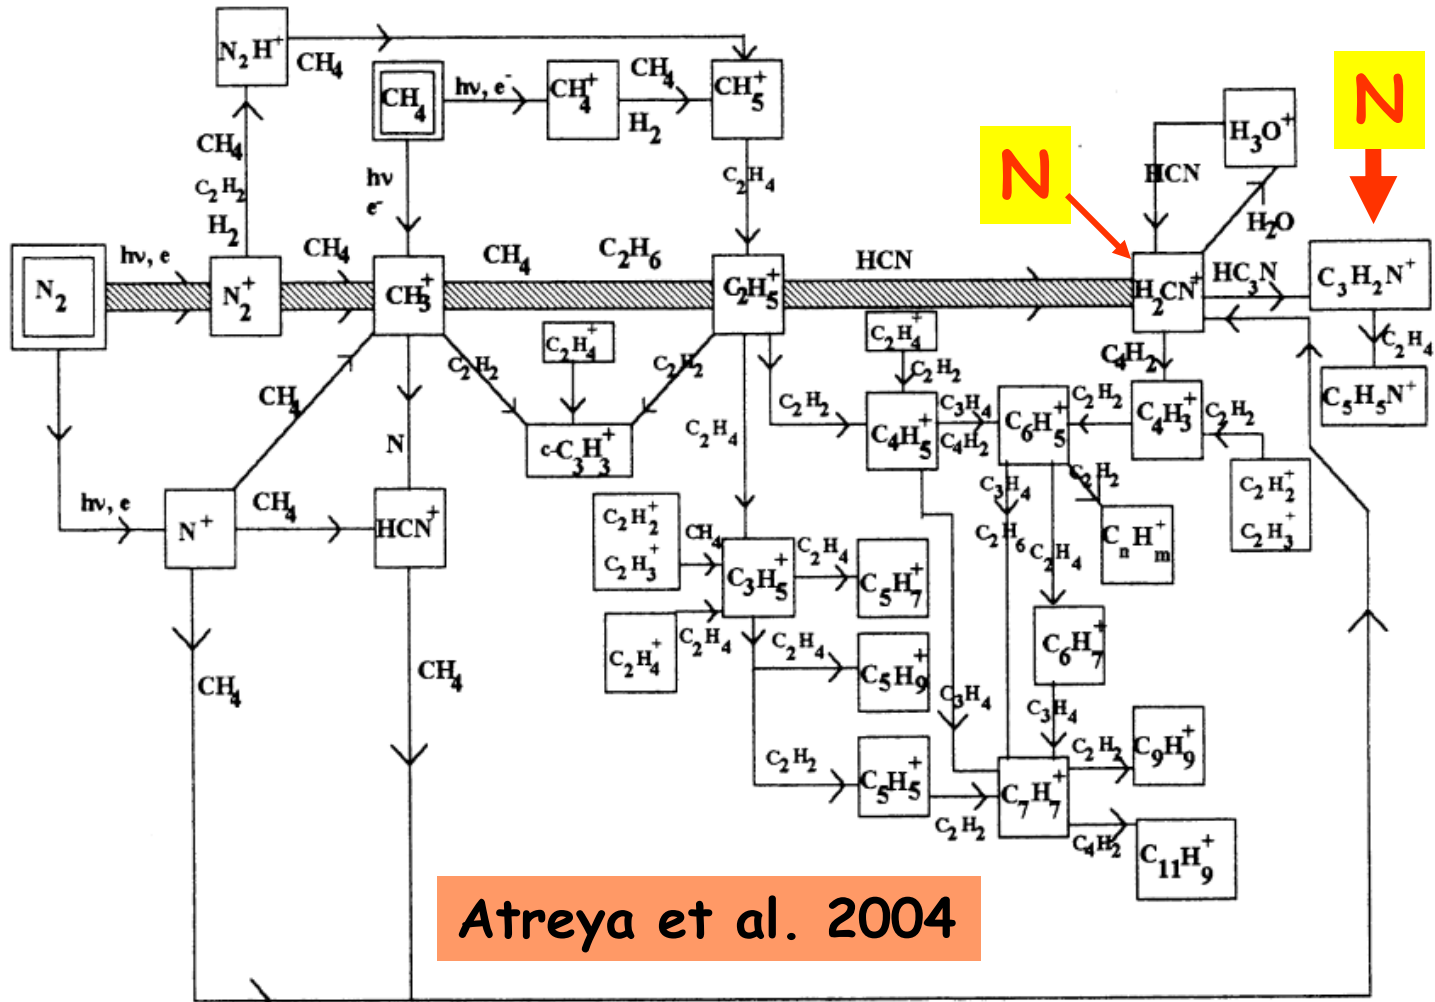 N₂H⁺
CH₄
CH₄
hν, e⁻
CH₄⁺
CH₄
H₂
CH₅⁺
N
N
H₃O⁺
HCN
H₂O
CH₄
C₂H₂
H₂
hν
e⁻
C₂H₄
N₂
hν, e
N₂⁺
CH₄
CH₃⁺
CH₄
C₂H₆
C₂H₅⁺
HCN
H₂CN⁺
HC₃N
C₃H₂N⁺
C₂H₄
C₅H₅N⁺
C₂H₂
C₂H₄⁺
C₂H₂
C₂H₄⁺
C₂H₂
C₄H₂
CH₄
N
c-C₃H₃⁺
C₂H₄
C₂H₂
C₄H₅⁺
C₃H₄
C₄H₂
C₆H₅⁺
C₂H₂
C₄H₃⁺
C₂H₂
C₂H₂⁺
C₂H₃⁺
hν, e
N⁺
CH₄
HCN⁺
C₂H₂⁺
C₂H₃⁺
CH₄
C₃H₅⁺
C₂H₄
C₅H₇⁺
C₃H₄
C₂H₆
C₂H₄
C₂H₂
CₙHₘ⁺
C₂H₄⁺
C₂H₄
C₂H₄
C₅H₉⁺
C₆H₇⁺
CH₄
CH₄
C₃H₄
C₃H₄
C₂H₂
C₅H₅⁺
C₂H₂
C₇H₇⁺
C₂H₂
C₉H₉⁺
C₄H₂
C₁₁H₉⁺
Atreya et al. 2004